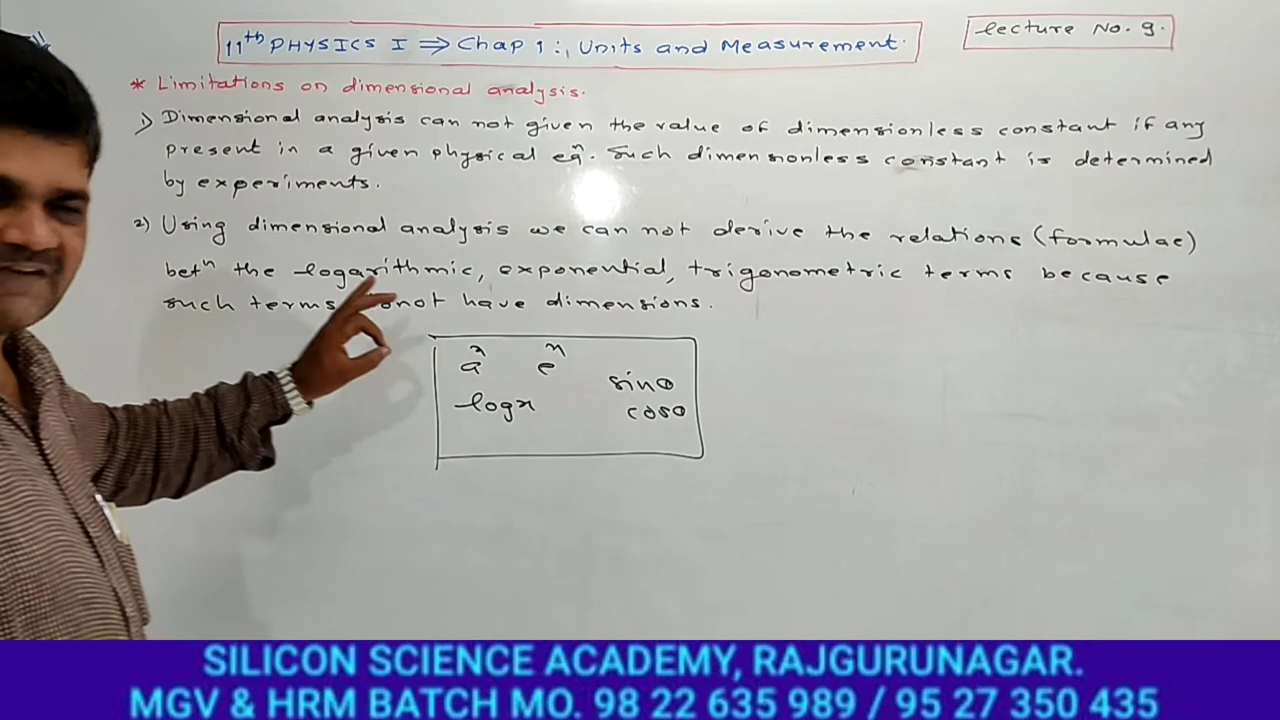 11th PHYSICS I ⇒ Chap 1:, Units and Measurement.
Lecture No. 9.
* Limitations on dimensional analysis.
1) Dimensional analysis can not given the value of dimensionless constant if any
present in a given physical eqn. Such dimensionless constant is determined
by experiments.
2) Using dimensional analysis we can not derive the relations (formulae)
betn the logarithmic, exponential, trigonometric terms because
such terms not have dimensions.
a^x e^x
sinθ
logx cosθ
SILICON SCIENCE ACADEMY, RAJGURUNAGAR.
MGV & HRM BATCH MO. 98 22 635 989 / 95 27 350 435